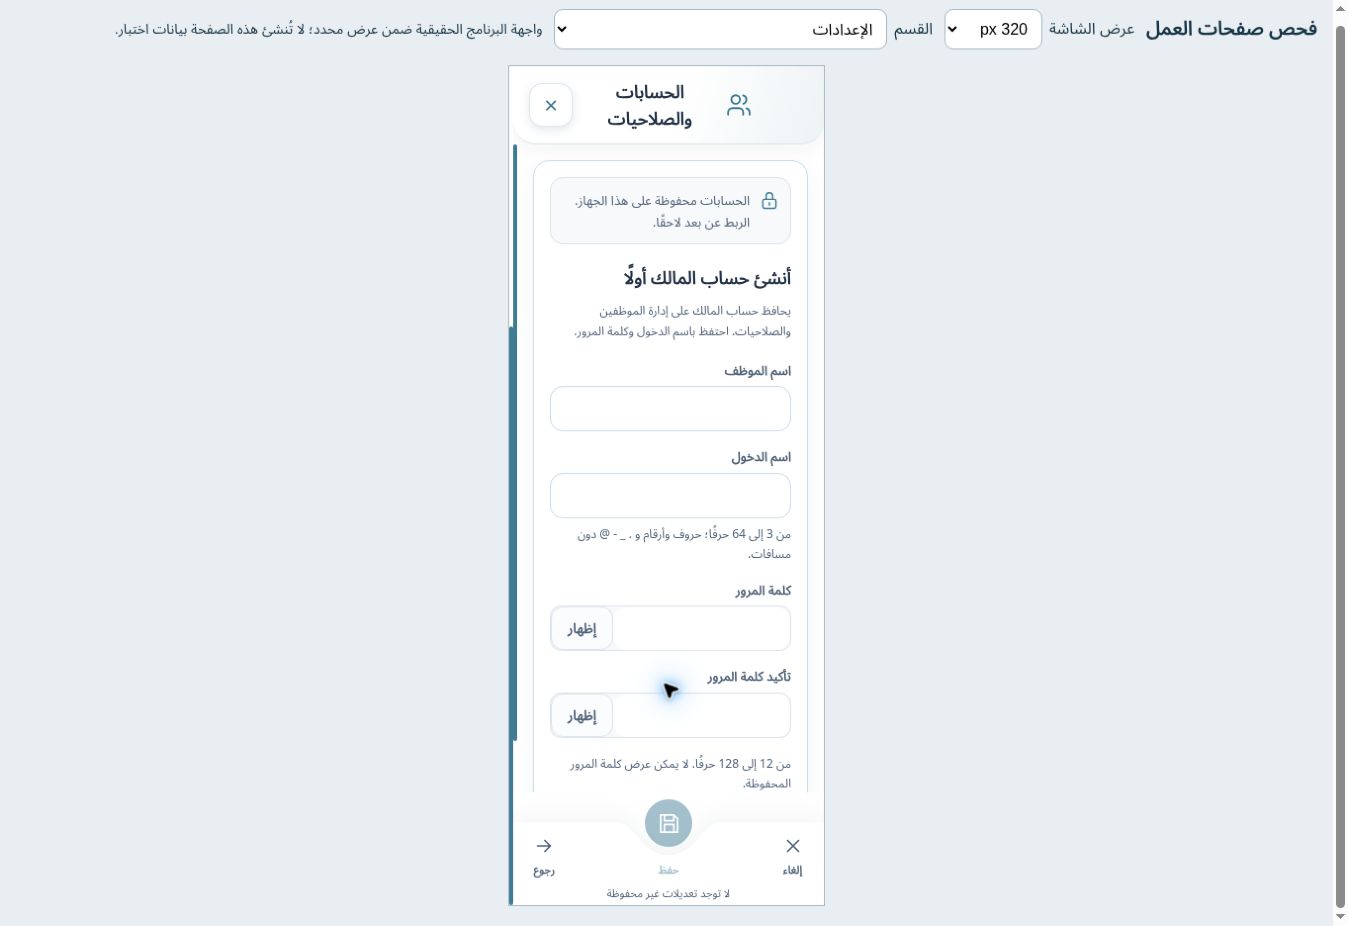 فحص صفحات العمل
عرض الشاشة
320 px
القسم
الإعدادات
واجهة البرنامج الحقيقية ضمن عرض محدد؛ لا تُنشئ هذه الصفحة بيانات اختبار.
الحسابات
والصلاحيات
الحسابات محفوظة على هذا الجهاز.
الربط عن بعد لاحقًا.
أنشئ حساب المالك أولًا
يحافظ حساب المالك على إدارة الموظفين
والصلاحيات. احتفظ باسم الدخول وكلمة المرور.
اسم الموظف
اسم الدخول
من 3 إلى 64 حرفًا؛ حروف وأرقام و . _ - @ دون
مسافات.
كلمة المرور
إظهار
تأكيد كلمة المرور
إظهار
من 12 إلى 128 حرفًا. لا يمكن عرض كلمة المرور
المحفوظة.
إلغاء
حفظ
رجوع
لا توجد تعديلات غير محفوظة